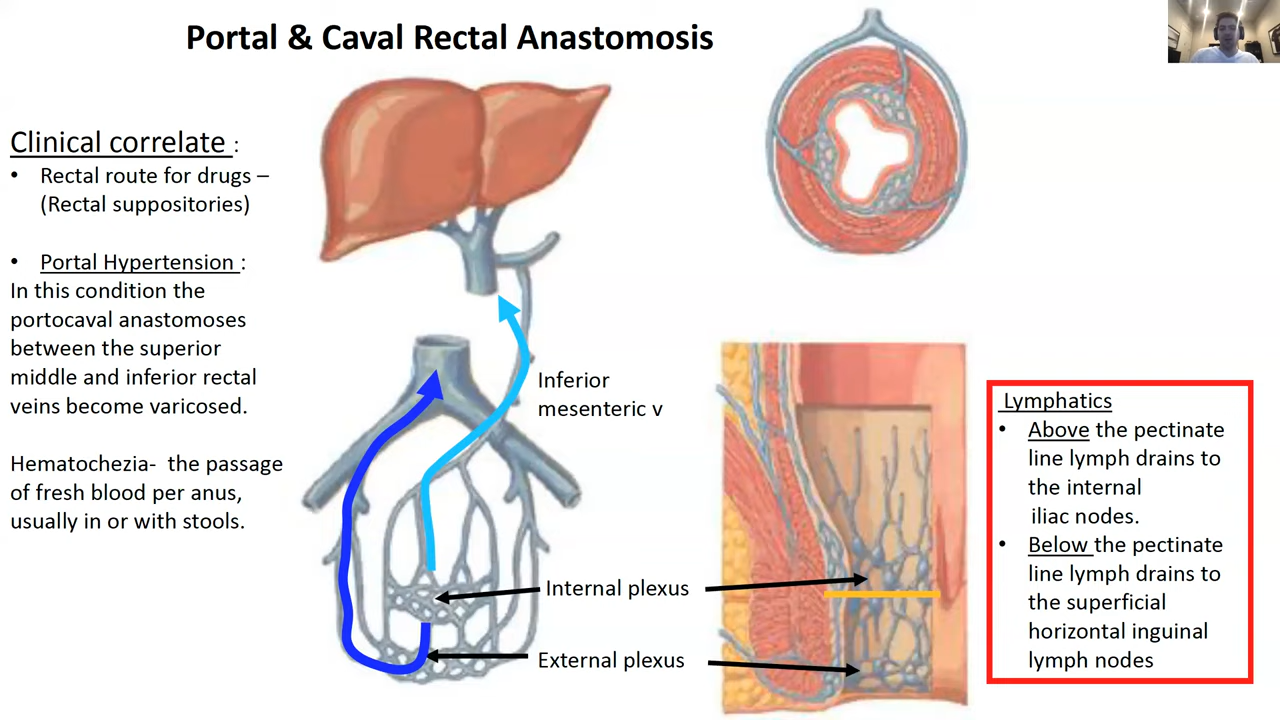 Portal & Caval Rectal Anastomosis
Clinical correlate :
• Rectal route for drugs –
(Rectal suppositories)
• Portal Hypertension :
In this condition the
portocaval anastomoses
between the superior
middle and inferior rectal
veins become varicosed.
Hematochezia- the passage
of fresh blood per anus,
usually in or with stools.
Inferior
mesenteric v
Internal plexus
External plexus
Lymphatics
• Above the pectinate
line lymph drains to
the internal
iliac nodes.
• Below the pectinate
line lymph drains to
the superficial
horizontal inguinal
lymph nodes